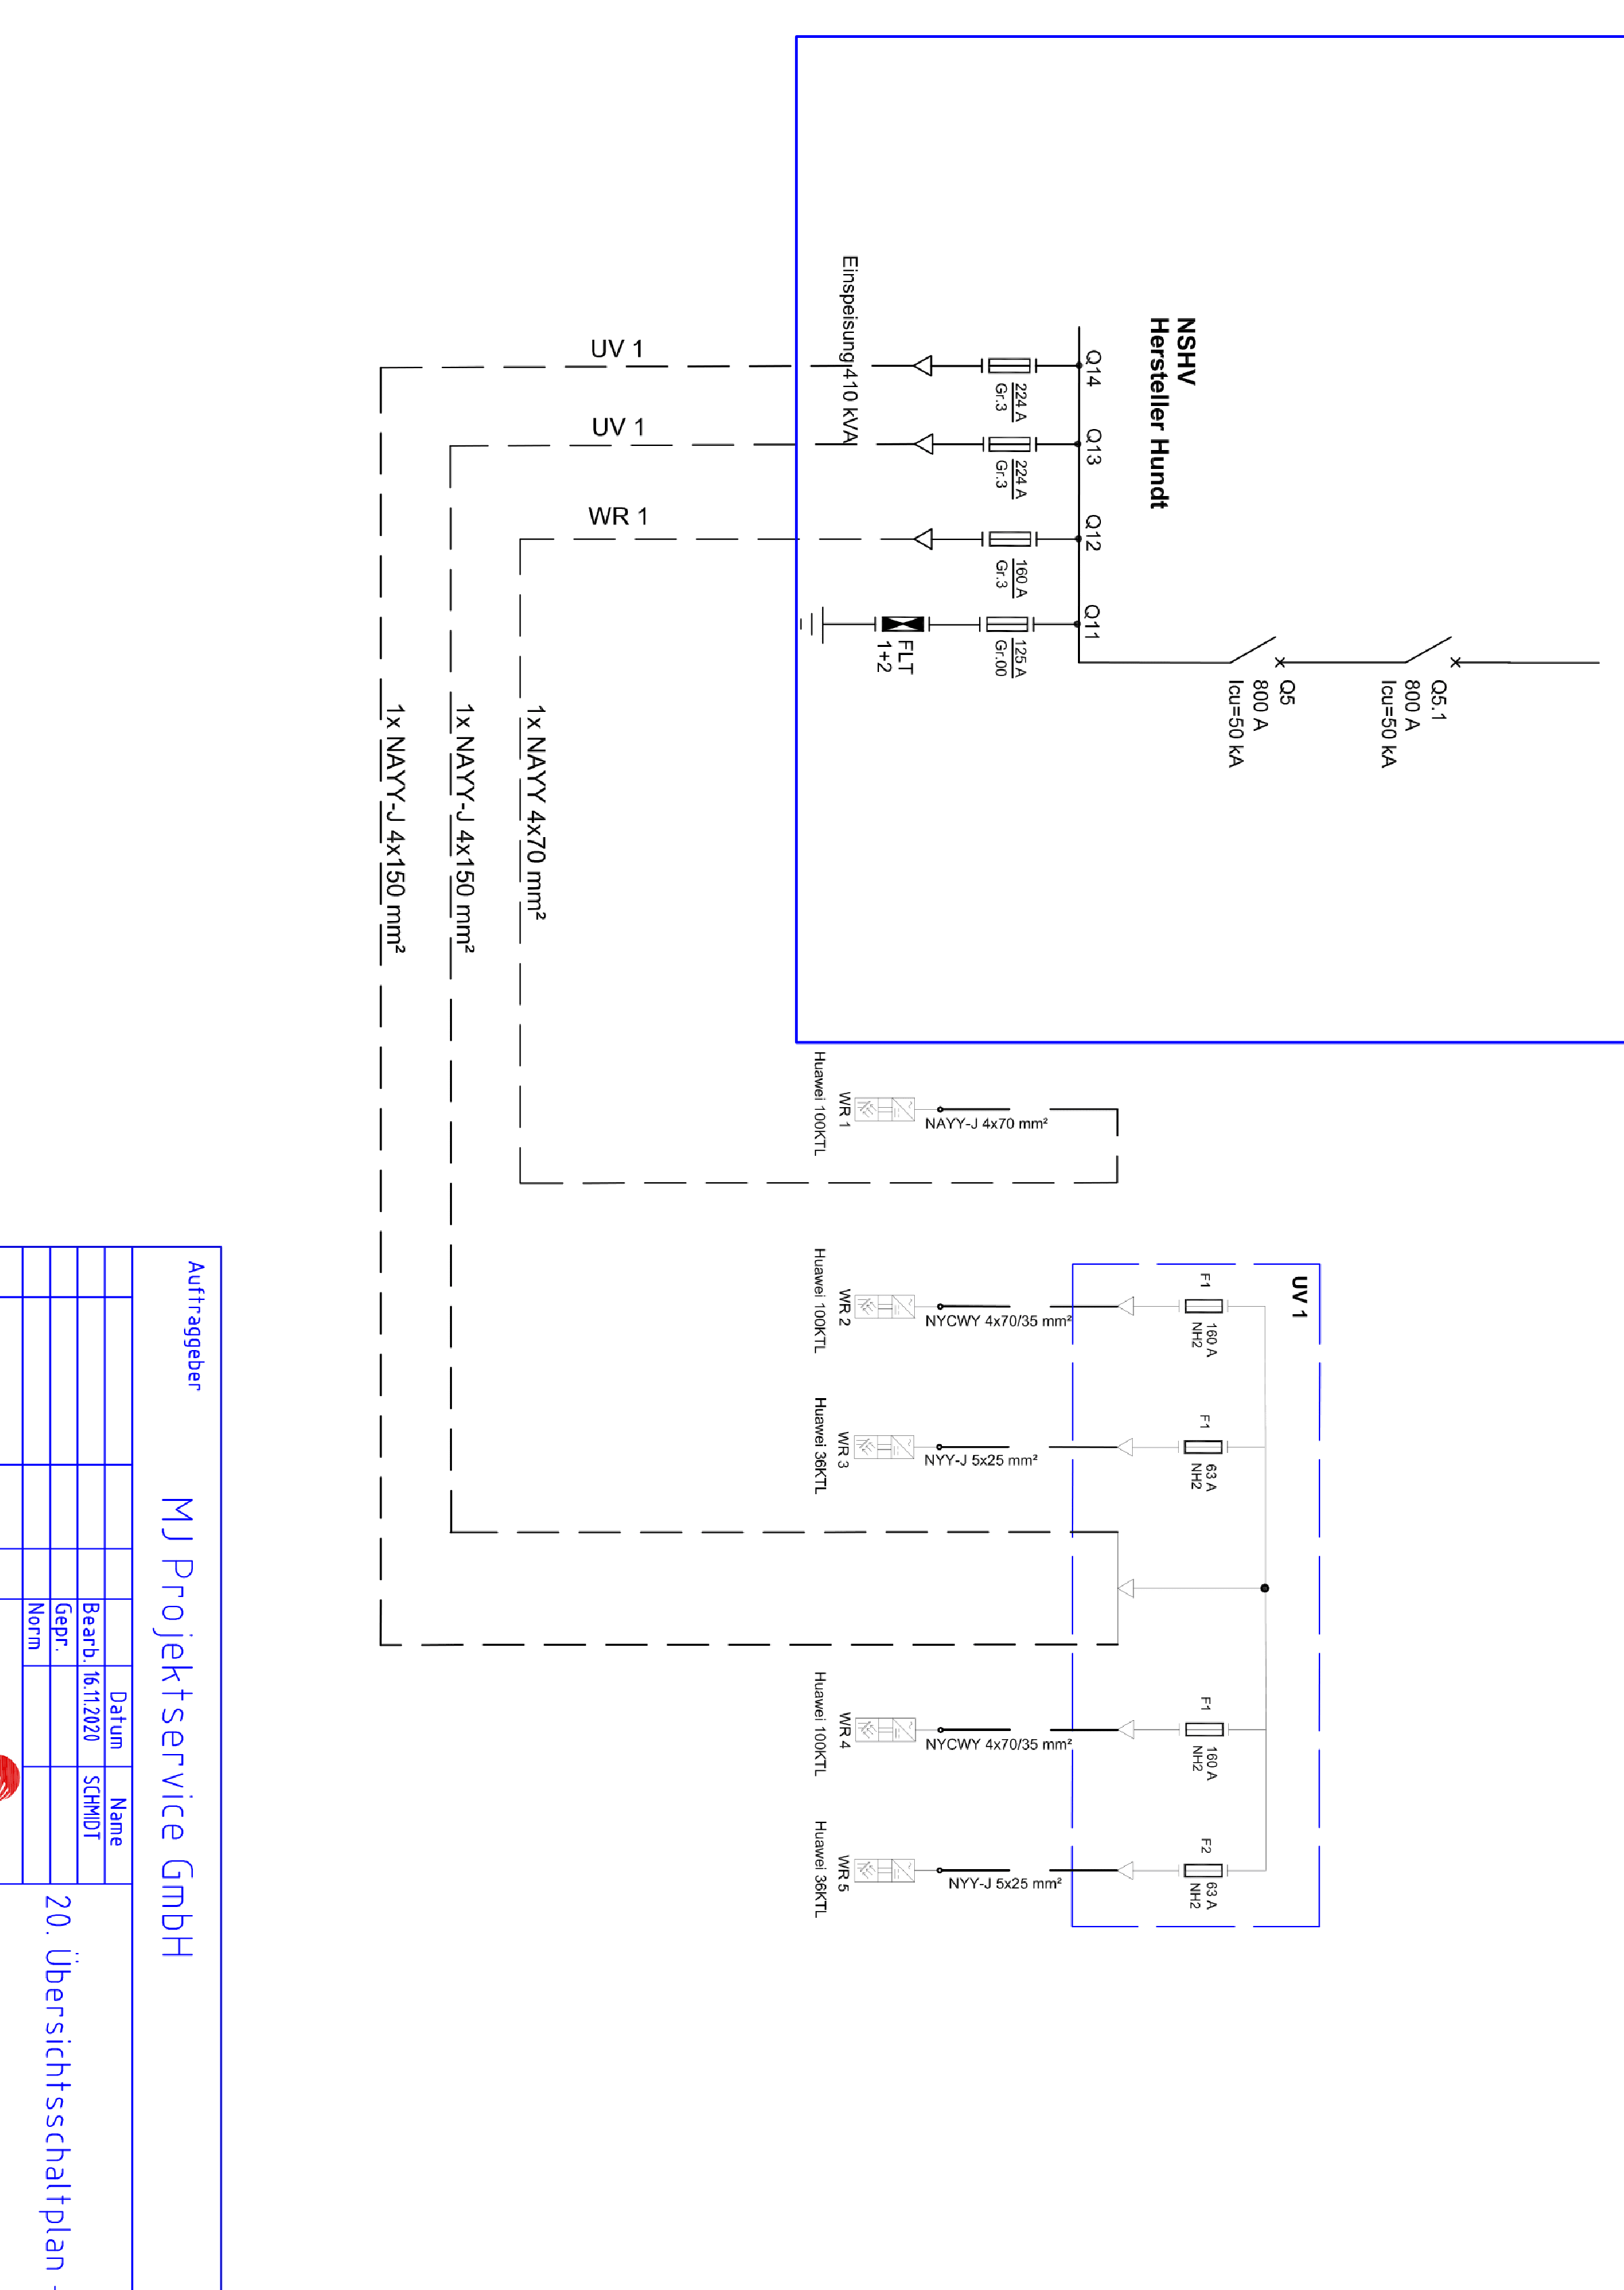 Q5.1
800 A
Icu=50 kA
Q5
800 A
Icu=50 kA
NSHV
Hersteller Hundt
Q14
Q13
Q12
Q11
224 A
Gr.3
224 A
Gr.3
160 A
Gr.3
125 A
Gr.00
FLT
1+2
Einspeisung 410 kVA
UV 1
UV 1
WR 1
1x NAYY 4x70 mm²
1x NAYY-J 4x150 mm²
1x NAYY-J 4x150 mm²
UV 1
F1
160 A
NH2
F1
63 A
NH2
F1
160 A
NH2
F2
63 A
NH2
NAYY-J 4x70 mm²
NYCWY 4x70/35 mm²
NYY-J 5x25 mm²
NYCWY 4x70/35 mm²
NYY-J 5x25 mm²
WR 1
Huawei 100KTL
WR 2
Huawei 100KTL
WR 3
Huawei 36KTL
WR 4
Huawei 100KTL
WR 5
Huawei 36KTL
Auftraggeber
MJ Projektservice GmbH
Datum Name
Bearb. 16.11.2020 SCHMIDT
Gepr.
Norm
20. Übersichtsschaltplan -